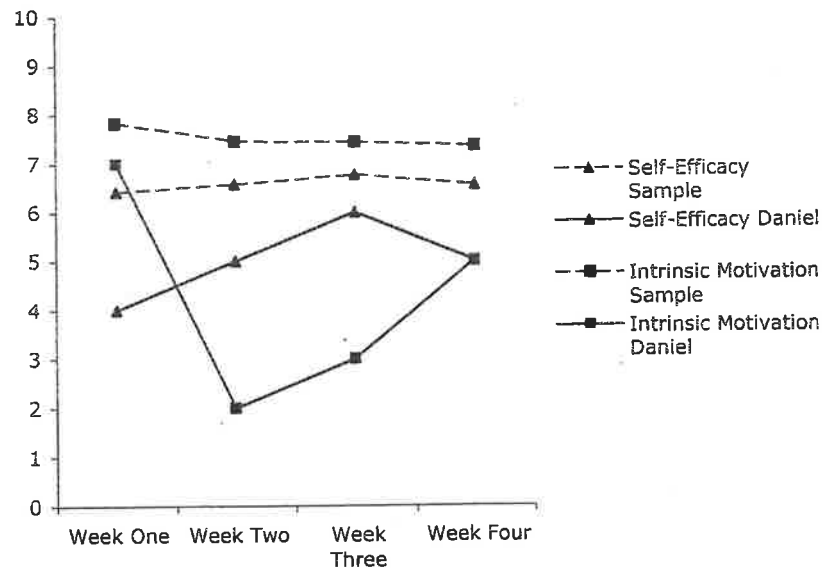 10
9
8
7
6
5
4
3
2
1
0
Week One
Week Two
Week
Three
Week Four
Self-Efficacy
Sample
Self-Efficacy Daniel
Intrinsic Motivation
Sample
Intrinsic Motivation
Daniel